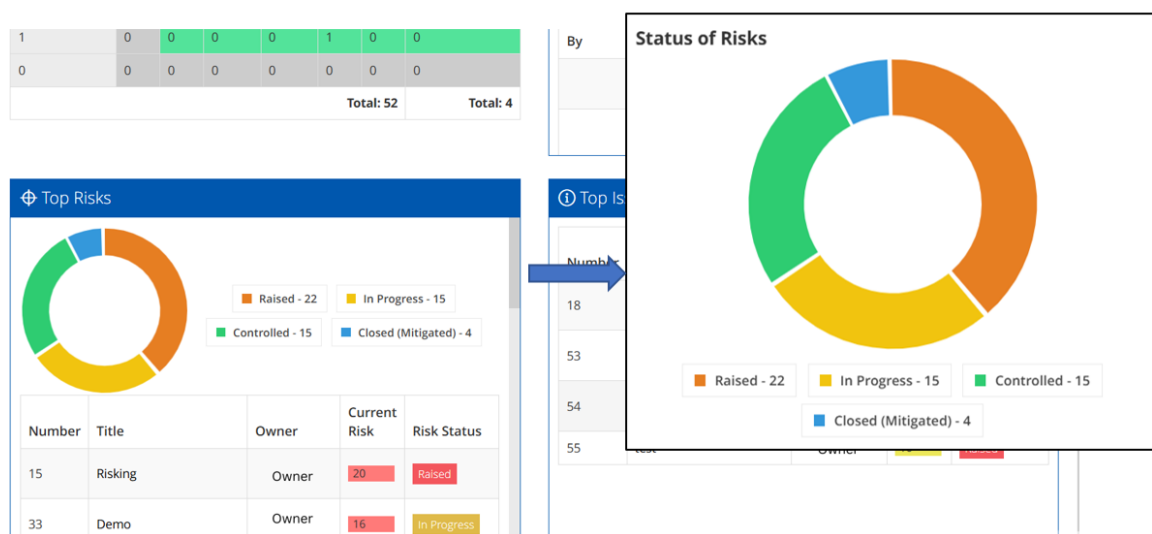 1 0 0 0 0 1 0 0
0 0 0 0 0 0 0 0
Total: 52 Total: 4
Top Risks
Raised - 22 In Progress - 15
Controlled - 15 Closed (Mitigated) - 4
Number Title Owner Current Risk Risk Status
15 Risking Owner 20 Raised
33 Demo Owner 16 In Progress
By
Top Is
Number
18
53
54
55 test Owner
Status of Risks
Raised - 22 In Progress - 15 Controlled - 15
Closed (Mitigated) - 4